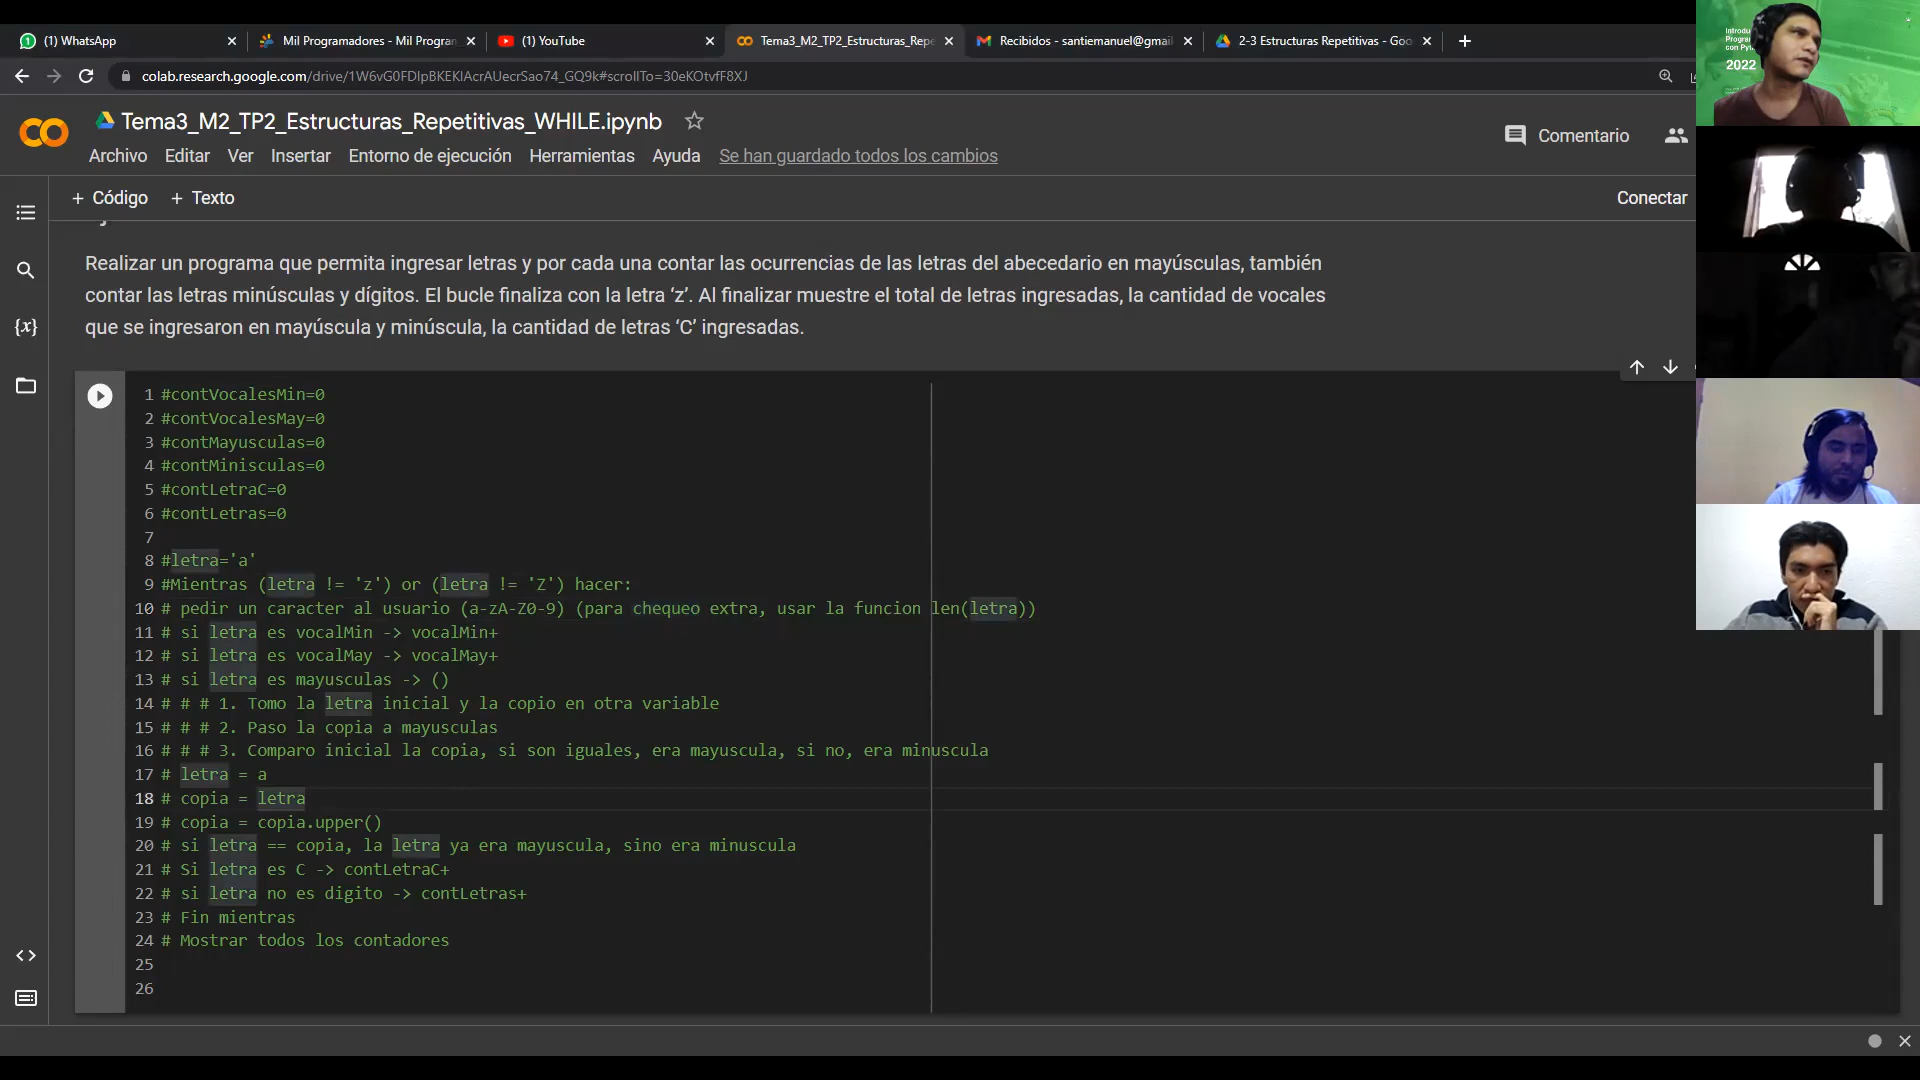 (1) WhatsApp
Mil Programadores - Mil Progran
(1) YouTube
Tema3_M2_TP2_Estructuras_Repe
Recibidos - santiemanuel@gmail
2-3 Estructuras Repetitivas - Goo
colab.research.google.com/drive/1W6vG0FDlpBKEKlAcrAUecrSao74_GQ9k#scrollTo=30eKOtvfF8XJ
Tema3_M2_TP2_Estructuras_Repetitivas_WHILE.ipynb
Comentario
Archivo Editar Ver Insertar Entorno de ejecución Herramientas Ayuda Se han guardado todos los cambios
+ Código + Texto
Conectar
Realizar un programa que permita ingresar letras y por cada una contar las ocurrencias de las letras del abecedario en mayúsculas, también
contar las letras minúsculas y dígitos. El bucle finaliza con la letra ‘z’. Al finalizar muestre el total de letras ingresadas, la cantidad de vocales
que se ingresaron en mayúscula y minúscula, la cantidad de letras ‘C’ ingresadas.
1 #contVocalesMin=0
2 #contVocalesMay=0
3 #contMayusculas=0
4 #contMinisculas=0
5 #contLetraC=0
6 #contLetras=0
7
8 #letra='a'
9 #Mientras (letra != 'z') or (letra != 'Z') hacer:
10 # pedir un caracter al usuario (a-zA-Z0-9) (para chequeo extra, usar la funcion len(letra))
11 # si letra es vocalMin -> vocalMin+
12 # si letra es vocalMay -> vocalMay+
13 # si letra es mayusculas -> ()
14 # # # 1. Tomo la letra inicial y la copio en otra variable
15 # # # 2. Paso la copia a mayusculas
16 # # # 3. Comparo inicial la copia, si son iguales, era mayuscula, si no, era minuscula
17 # letra = a
18 # copia = letra
19 # copia = copia.upper()
20 # si letra == copia, la letra ya era mayuscula, sino era minuscula
21 # Si letra es C -> contLetraC+
22 # si letra no es digito -> contLetras+
23 # Fin mientras
24 # Mostrar todos los contadores
25
26
Introdu
Progra
con Pyth
2022